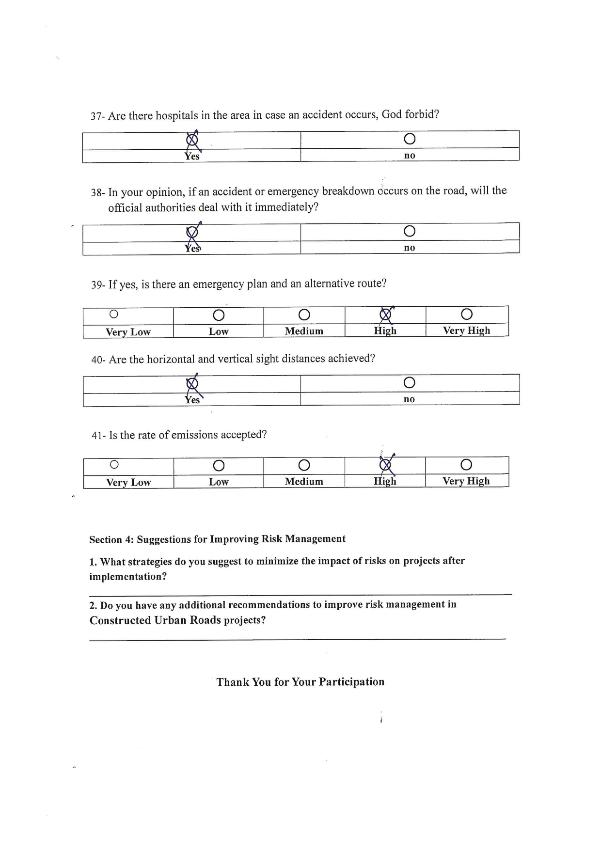 37- Are there hospitals in the area in case an accident occurs, God forbid?
Yes no
38- In your opinion, if an accident or emergency breakdown occurs on the road, will the
official authorities deal with it immediately?
Yes no
39- If yes, is there an emergency plan and an alternative route?
Very Low Low Medium High Very High
40- Are the horizontal and vertical sight distances achieved?
Yes no
41- Is the rate of emissions accepted?
Very Low Low Medium High Very High
Section 4: Suggestions for Improving Risk Management
1. What strategies do you suggest to minimize the impact of risks on projects after
implementation?
2. Do you have any additional recommendations to improve risk management in
Constructed Urban Roads projects?
Thank You for Your Participation